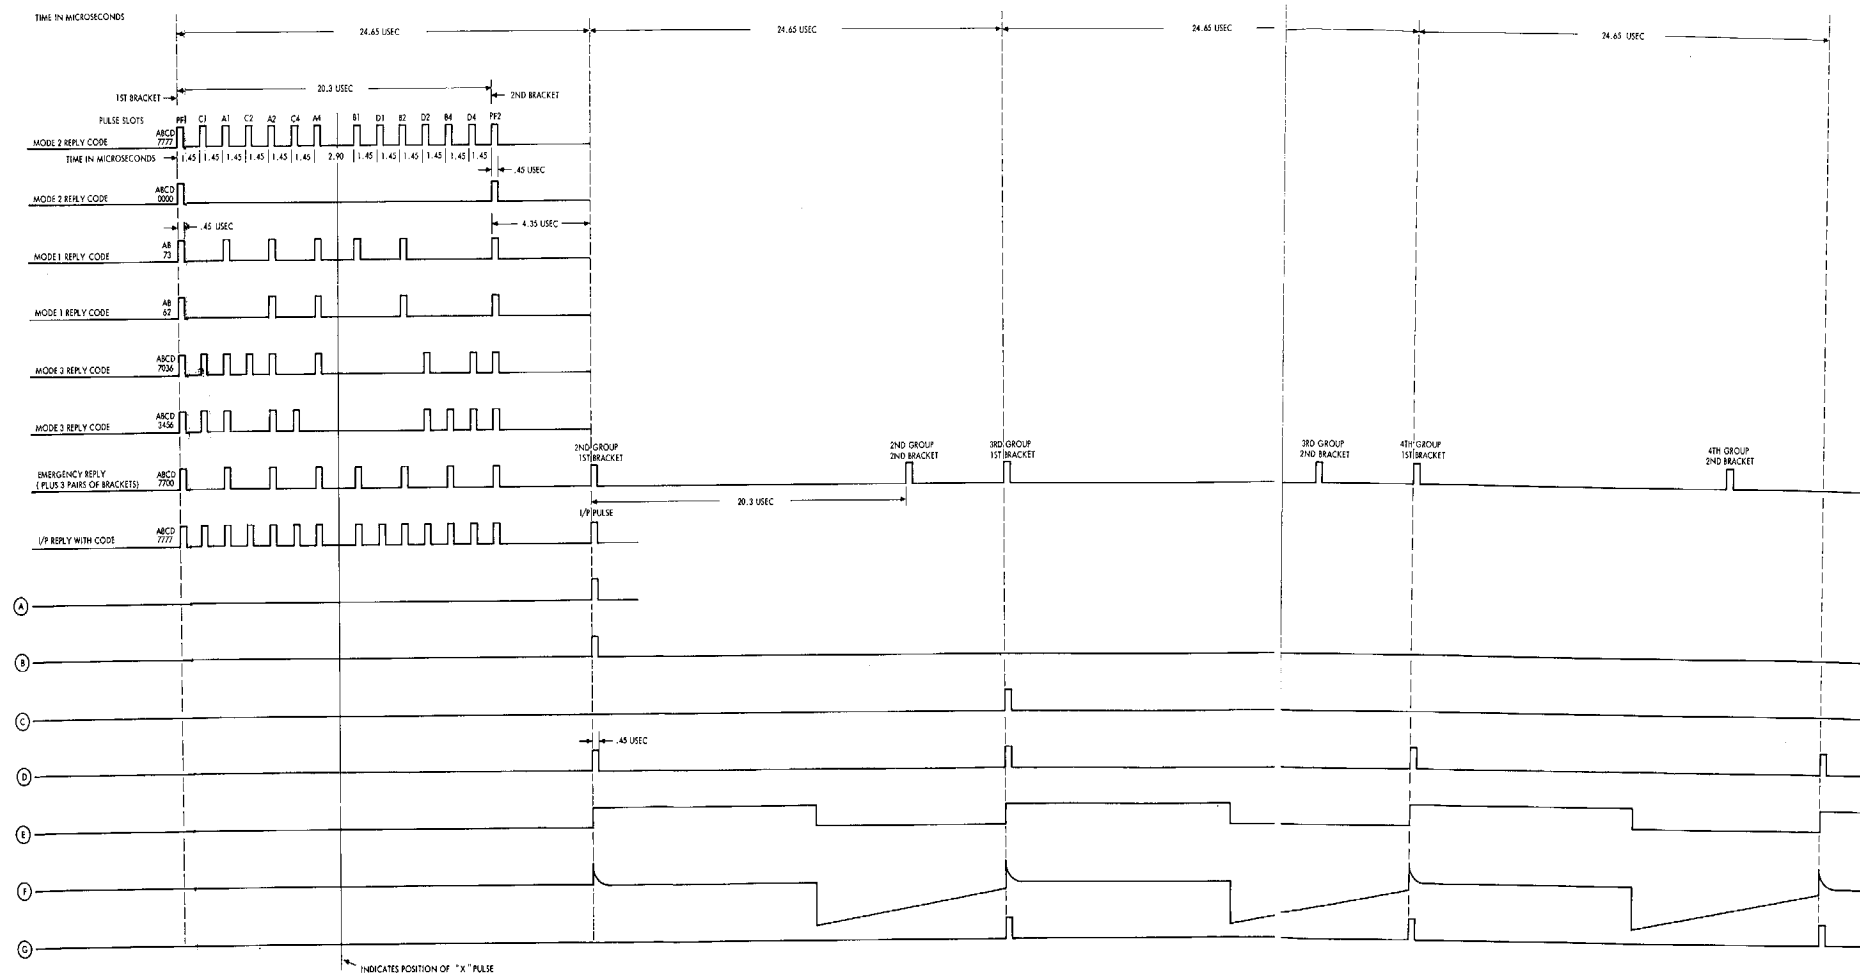 TIME IN MICROSECONDS
24.65 USEC
24.65 USEC
24.65 USEC
24.65 USEC
20.3 USEC
1ST BRACKET
2ND BRACKET
PULSE SLOTS
PF1 C1 A1 C2 A2 C4 A4 B1 D1 B2 D2 B4 D4 PF2
MODE 2 REPLY CODE
ABCD
7777
TIME IN MICROSECONDS
1.45 1.45 1.45 1.45 1.45 1.45 2.90 1.45 1.45 1.45 1.45 1.45 1.45
.45 USEC
MODE 2 REPLY CODE
ABCD
0000
.45 USEC
4.35 USEC
MODE 1 REPLY CODE
AB
73
MODE 1 REPLY CODE
AB
62
MODE 3 REPLY CODE
ABCD
7036
MODE 3 REPLY CODE
ABCD
3456
2ND GROUP
1ST BRACKET
2ND GROUP
2ND BRACKET
3RD GROUP
1ST BRACKET
3RD GROUP
2ND BRACKET
4TH GROUP
1ST BRACKET
4TH GROUP
2ND BRACKET
EMERGENCY REPLY
(PLUS 3 PAIRS OF BRACKETS)
ABCD
7700
20.3 USEC
I/P PULSE
I/P REPLY WITH CODE
ABCD
7777
A
B
C
.45 USEC
D
E
F
G
INDICATES POSITION OF "X" PULSE